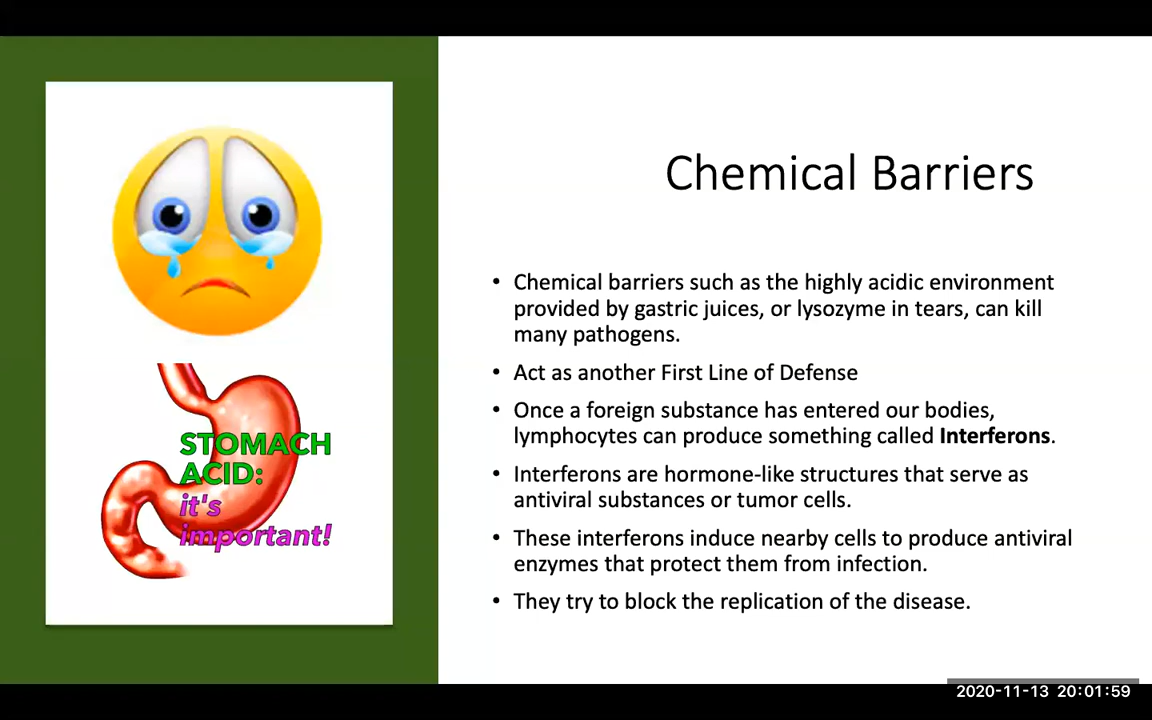 STOMACH
ACID:
it's
important!
Chemical Barriers
• Chemical barriers such as the highly acidic environment
provided by gastric juices, or lysozyme in tears, can kill
many pathogens.
• Act as another First Line of Defense
• Once a foreign substance has entered our bodies,
lymphocytes can produce something called Interferons.
• Interferons are hormone-like structures that serve as
antiviral substances or tumor cells.
• These interferons induce nearby cells to produce antiviral
enzymes that protect them from infection.
• They try to block the replication of the disease.
2020-11-13 20:01:59